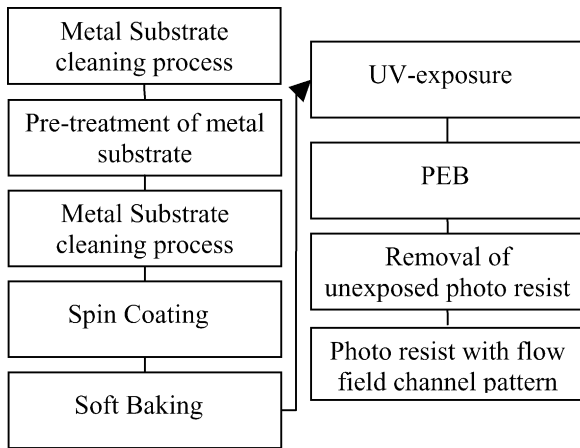 Metal Substrate
cleaning process
Pre-treatment of metal
substrate
Metal Substrate
cleaning process
Spin Coating
Soft Baking
UV-exposure
PEB
Removal of
unexposed photo resist
Photo resist with flow
field channel pattern